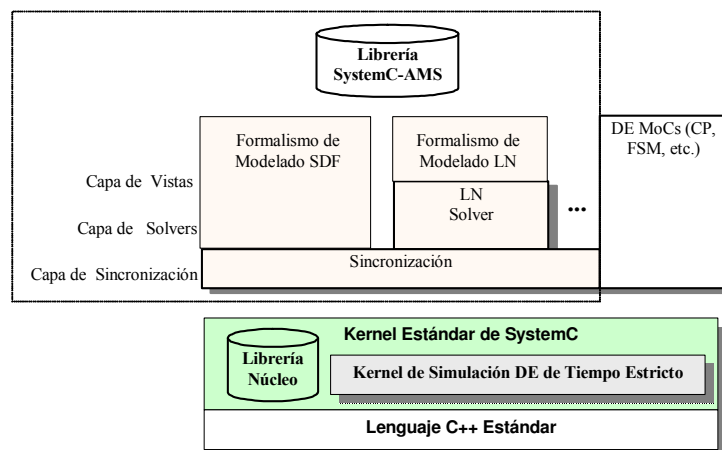 Librería
SystemC-AMS
Formalismo de
Modelado SDF
Formalismo de
Modelado LN
DE MoCs (CP,
FSM, etc.)
Capa de Vistas
LN
Solver
...
Capa de Solvers
Sincronización
Capa de Sincronización
Kernel Estándar de SystemC
Librería
Núcleo
Kernel de Simulación DE de Tiempo Estricto
Lenguaje C++ Estándar